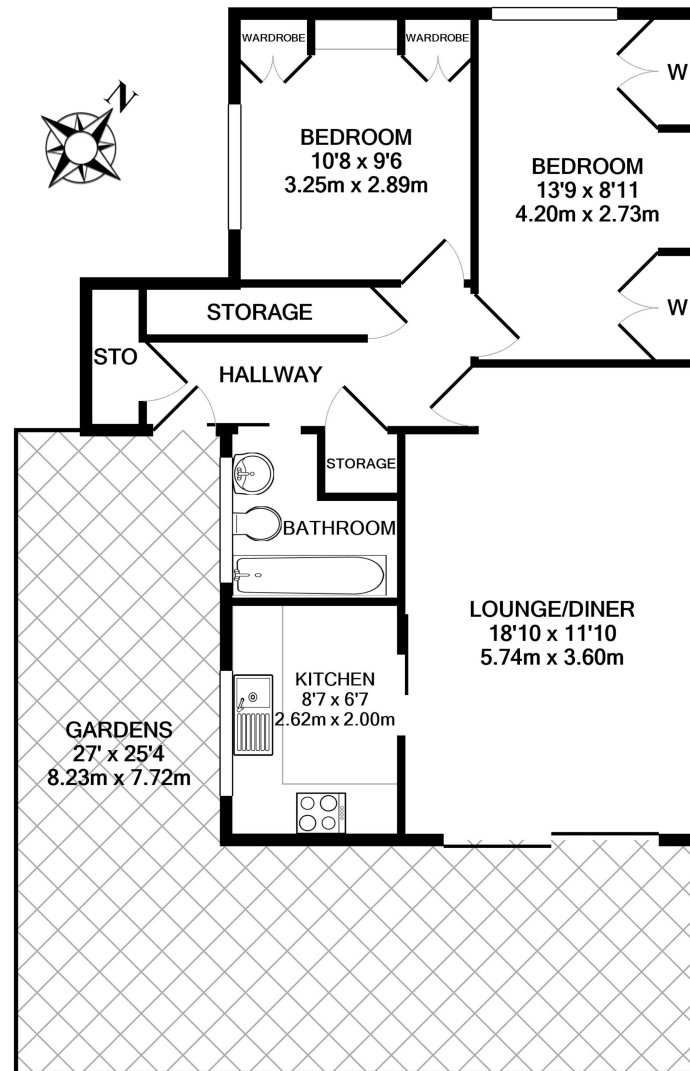 N
WARDROBE
WARDROBE
W
BEDROOM
10'8 x 9'6
3.25m x 2.89m
BEDROOM
13'9 x 8'11
4.20m x 2.73m
W
STORAGE
STO
HALLWAY
STORAGE
BATHROOM
LOUNGE/DINER
18'10 x 11'10
5.74m x 3.60m
KITCHEN
8'7 x 6'7
2.62m x 2.00m
GARDENS
27' x 25'4
8.23m x 7.72m